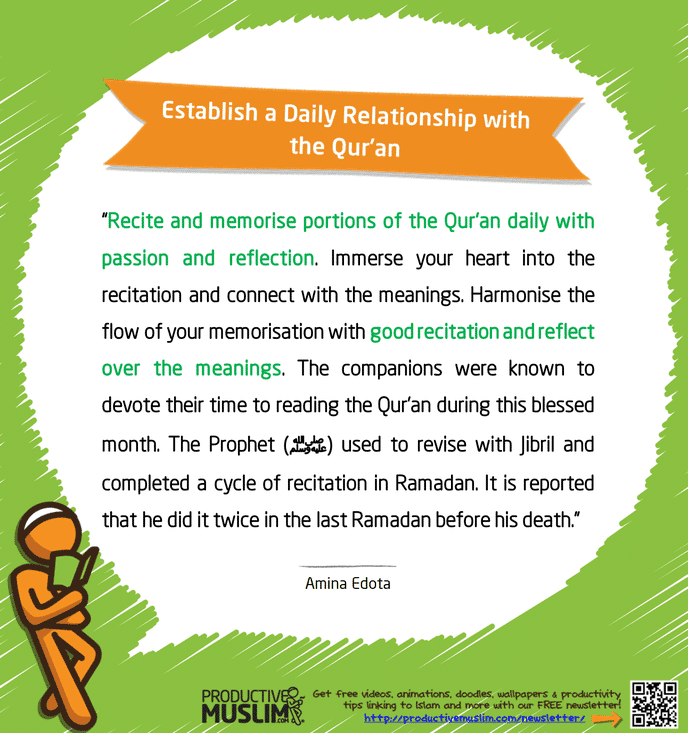 Establish a Daily Relationship with
the Qur'an
"Recite and memorise portions of the Qur'an daily with
passion and reflection. Immerse your heart into the
recitation and connect with the meanings. Harmonise the
flow of your memorisation with good recitation and reflect
over the meanings. The companions were known to
devote their time to reading the Qur'an during this blessed
month. The Prophet (ﷺ) used to revise with Jibril and
completed a cycle of recitation in Ramadan. It is reported
that he did it twice in the last Ramadan before his death."
Amina Edota
PRODUCTIVE
MUSLIM.COM
Get free videos, animations, doodles, wallpapers & productivity
tips linking to Islam and more with our FREE newsletter!
http://productivemuslim.com/newsletter/